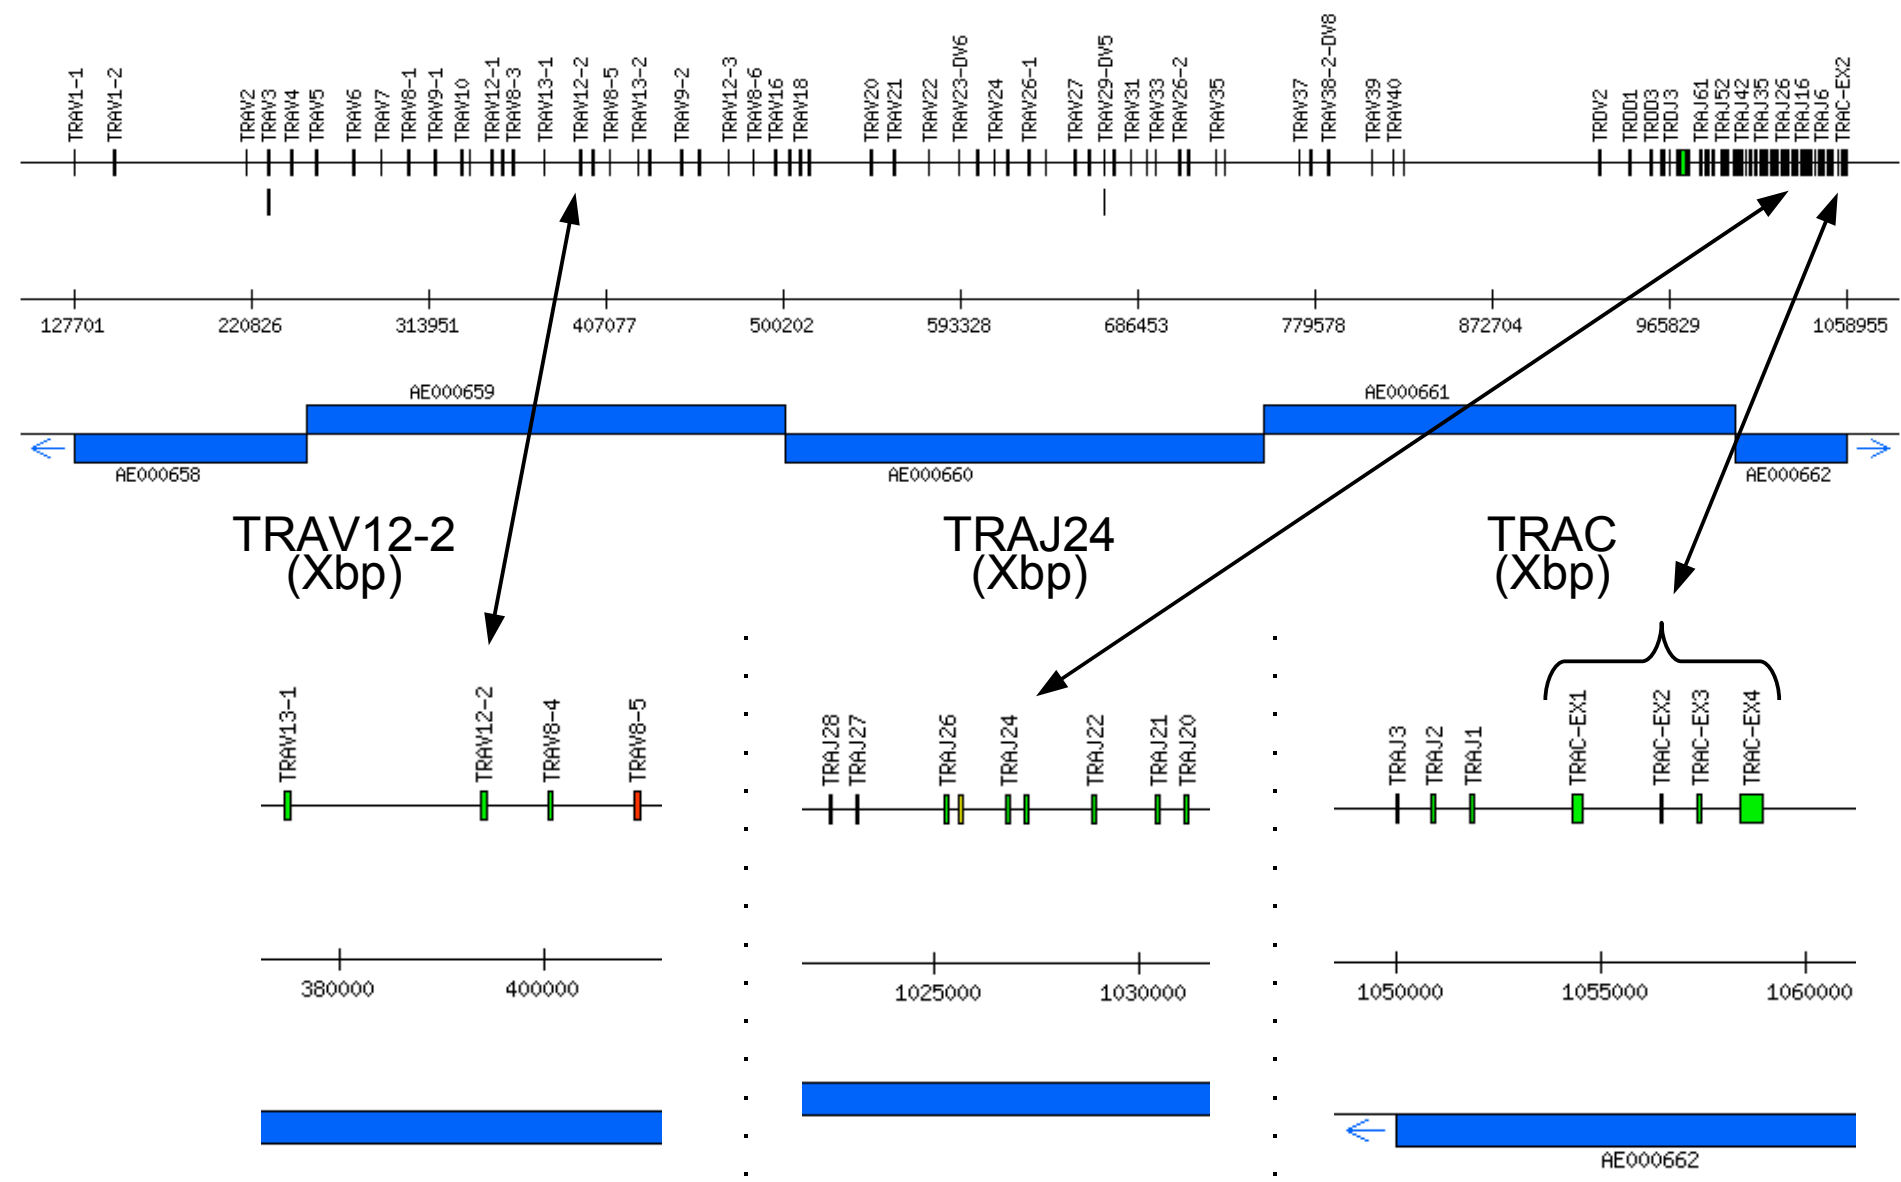 TRAV1-1 TRAV1-2 TRAV2 TRAV3 TRAV4 TRAV5 TRAV6 TRAV7 TRAV8-1 TRAV9-1 TRAV10 TRAV12-1 TRAV8-3 TRAV13-1 TRAV12-2 TRAV8-5 TRAV13-2 TRAV9-2 TRAV12-3 TRAV8-6 TRAV16 TRAV18 TRAV20 TRAV21 TRAV22 TRAV23-DV6 TRAV24 TRAV26-1 TRAV27 TRAV29-DV5 TRAV31 TRAV33 TRAV26-2 TRAV35 TRAV37 TRAV38-2-DV8 TRAV39 TRAV40 TRDV2 TRDD1 TRDD3 TRDJ3 TRAJ61 TRAJ52 TRAJ42 TRAJ35 TRAJ26 TRAJ16 TRAJ6 TRAC-EX2
127701 220826 313951 407077 500202 593328 686453 779578 872704 965829 1058955
AE000659 AE000661
AE000658 AE000660 AE000662
TRAV12-2 TRAJ24 TRAC
(Xbp) (Xbp) (Xbp)
TRAV13-1 TRAV12-2 TRAV8-4 TRAV8-5 TRAJ28 TRAJ27 TRAJ26 TRAJ24 TRAJ22 TRAJ21 TRAJ20 TRAJ3 TRAJ2 TRAJ1 TRAC-EX1 TRAC-EX2 TRAC-EX3 TRAC-EX4
380000 400000 1025000 1030000 1050000 1055000 1060000
AE000662